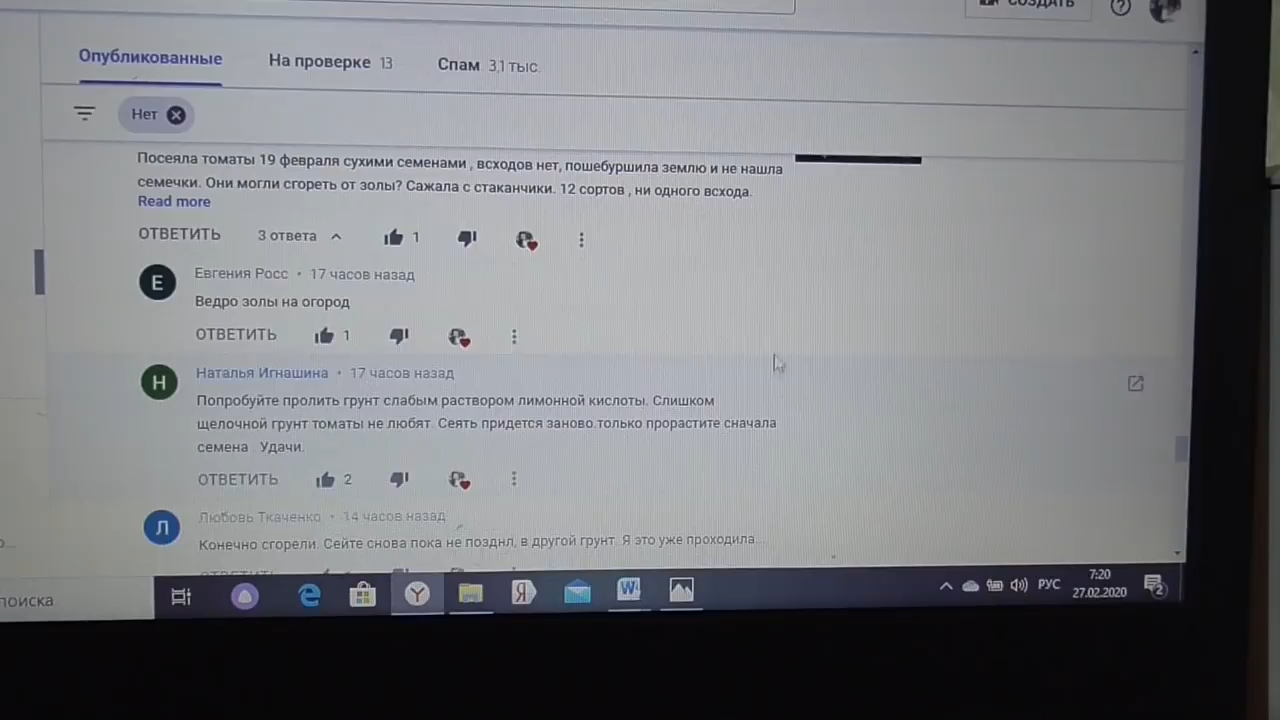 СОЗДАТЬ
Опубликованные На проверке 13 Спам 3,1 тыс.
Нет
Посеяла томаты 19 февраля сухими семенами , всходов нет, пошебуршила землю и не нашла
семечки. Они могли сгореть от золы? Сажала с стаканчики. 12 сортов , ни одного всхода.
Read more
ОТВЕТИТЬ 3 ответа 1
Е Евгения Росс • 17 часов назад
Ведро золы на огород
ОТВЕТИТЬ 1
Н Наталья Игнашина • 17 часов назад
Попробуйте пролить грунт слабым раствором лимонной кислоты. Слишком
щелочной грунт томаты не любят. Сеять придется заново.только прорастите сначала
семена . Удачи.
ОТВЕТИТЬ 2
Л Любовь Ткаченко • 14 часов назад
Конечно сгорели. Сейте снова пока не позднл, в другой грунт. Я это уже проходила....
поиска РУС 7:20
27.02.2020 2